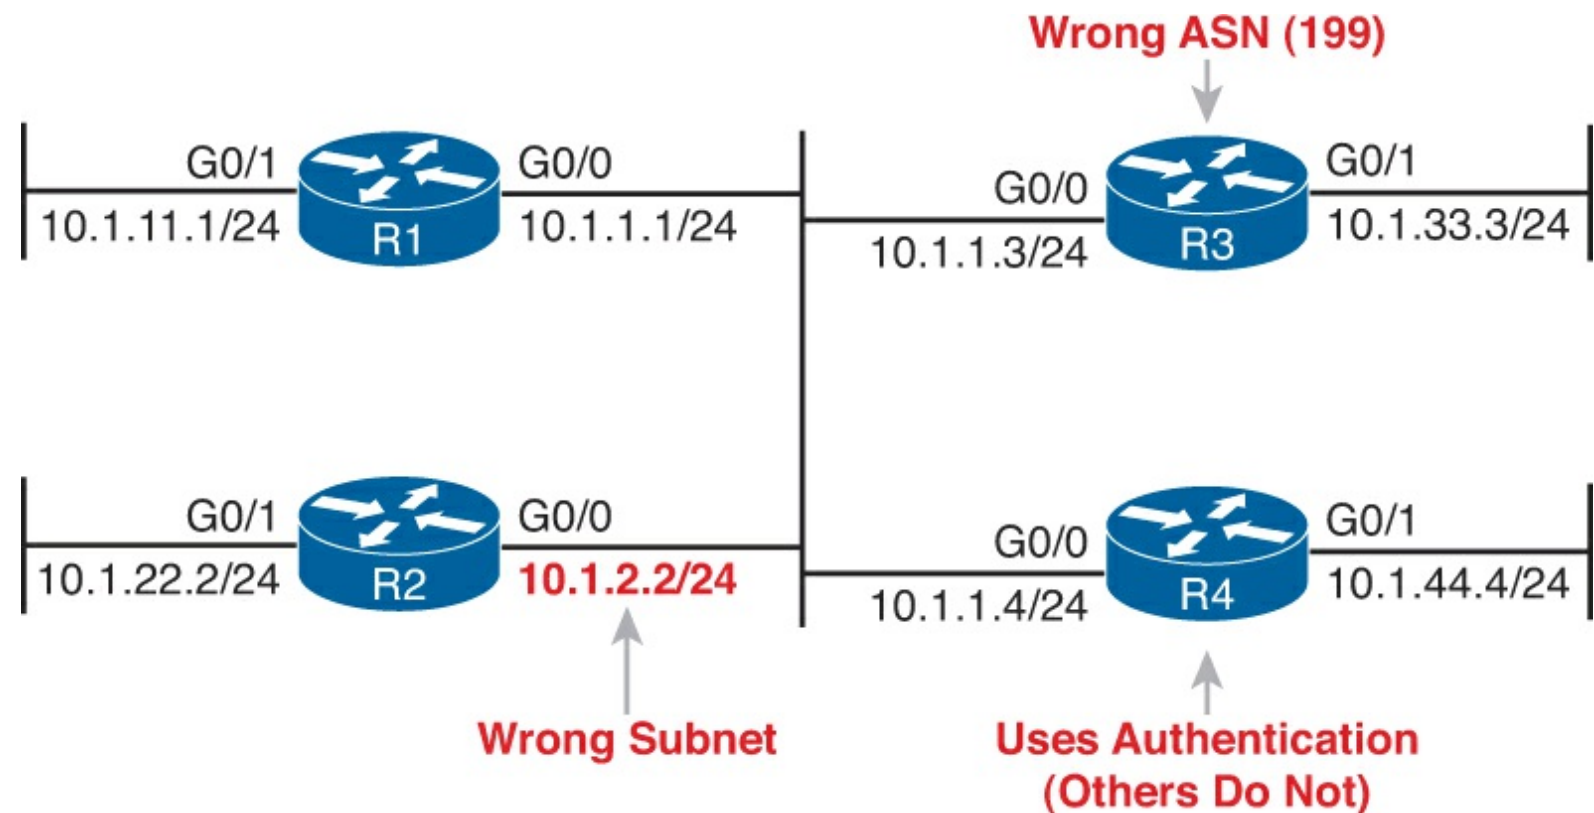 Wrong ASN (199)
G0/1
G0/0
10.1.11.1/24
R1
10.1.1.1/24
G0/0
G0/1
10.1.1.3/24
R3
10.1.33.3/24
G0/1
G0/0
10.1.22.2/24
R2
10.1.2.2/24
G0/0
G0/1
10.1.1.4/24
R4
10.1.44.4/24
Wrong Subnet
Uses Authentication
(Others Do Not)